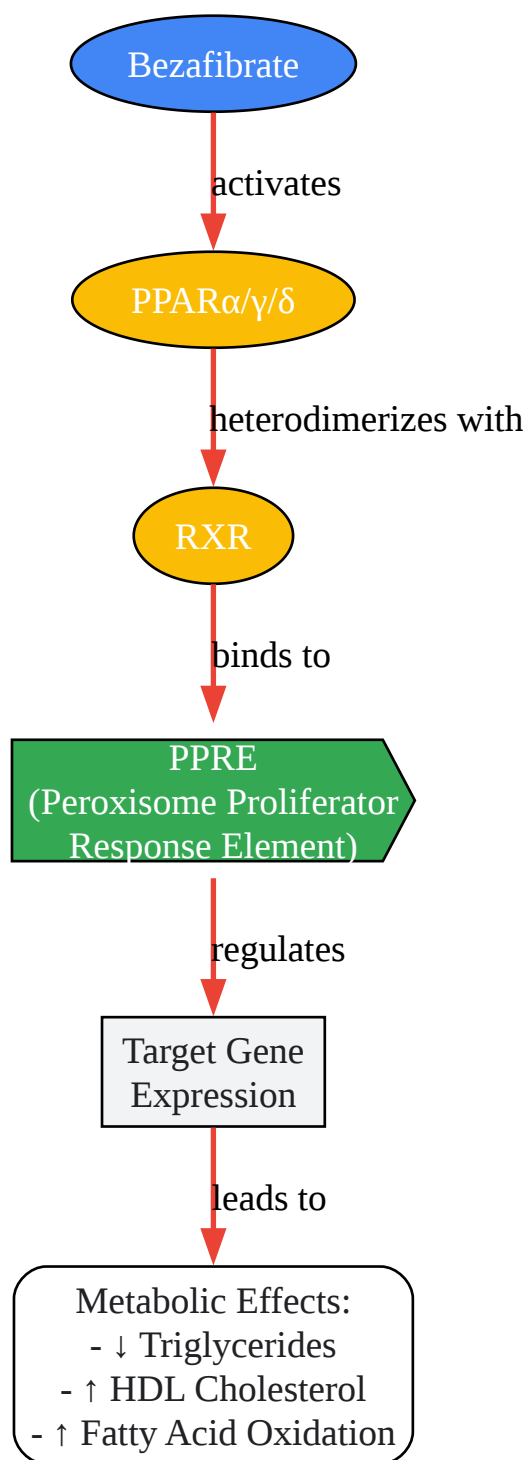 Bezafibrate
activates
PPARα/γ/δ
heterodimerizes with
RXR
binds to
PPRE
(Peroxisome Proliferator
Response Element)
regulates
Target Gene
Expression
leads to
Metabolic Effects:
- ↓ Triglycerides
- ↑ HDL Cholesterol
- ↑ Fatty Acid Oxidation